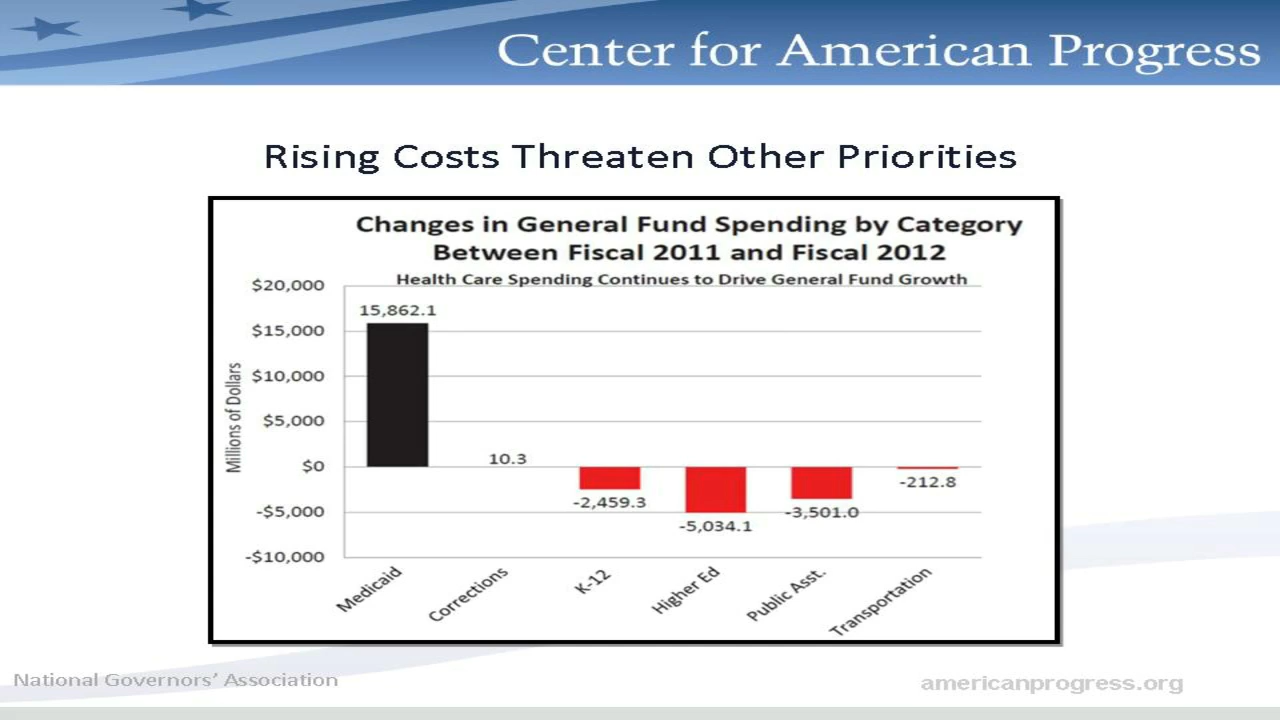 Center for American Progress
Rising Costs Threaten Other Priorities
Changes in General Fund Spending by Category
Between Fiscal 2011 and Fiscal 2012
Health Care Spending Continues to Drive General Fund Growth
Millions of Dollars
$20,000
$15,000
$10,000
$5,000
$0
-$5,000
-$10,000
15,862.1
10.3
-2,459.3
-5,034.1
-3,501.0
-212.8
Medicaid
Corrections
K-12
Higher Ed
Public Asst.
Transportation
National Governors’ Association
americanprogress.org